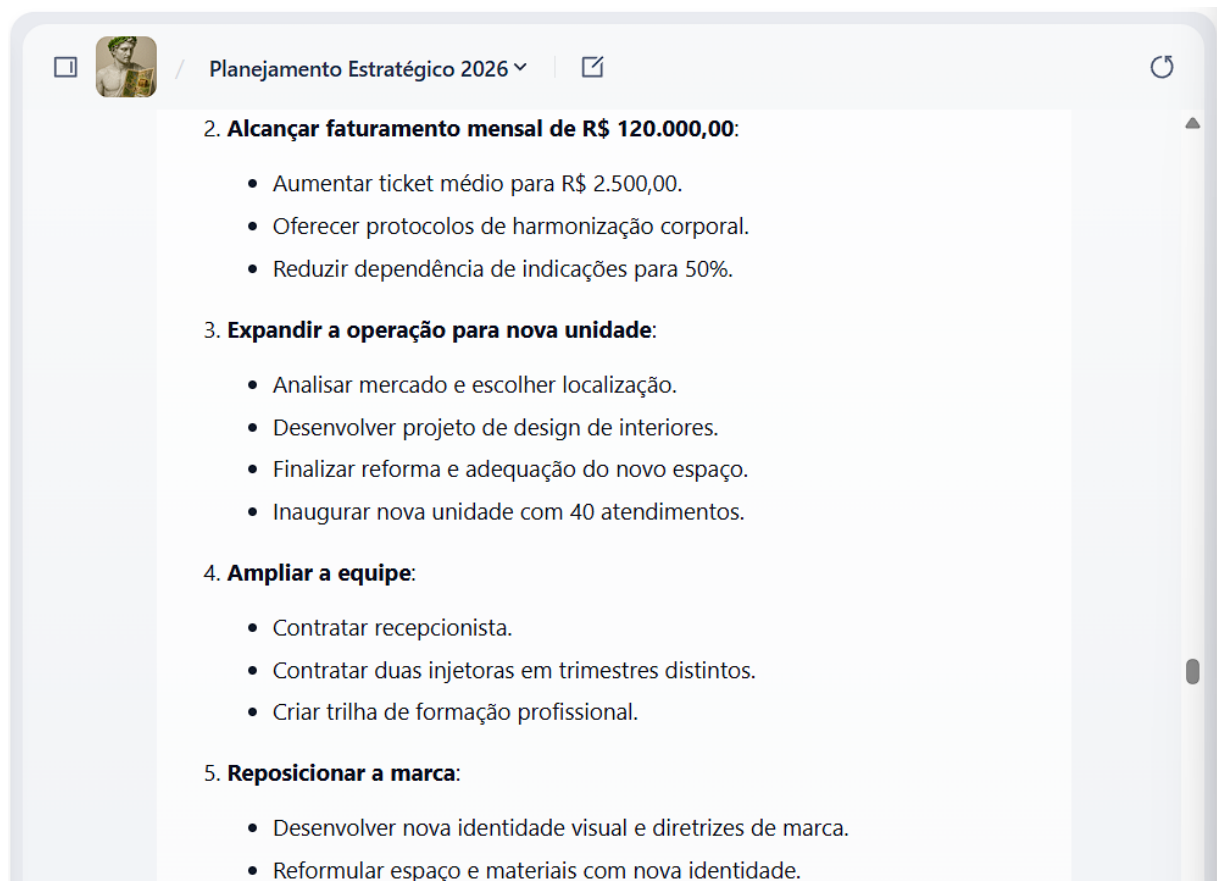 / Planejamento Estratégico 2026
2. Alcançar faturamento mensal de R$ 120.000,00:
• Aumentar ticket médio para R$ 2.500,00.
• Oferecer protocolos de harmonização corporal.
• Reduzir dependência de indicações para 50%.
3. Expandir a operação para nova unidade:
• Analisar mercado e escolher localização.
• Desenvolver projeto de design de interiores.
• Finalizar reforma e adequação do novo espaço.
• Inaugurar nova unidade com 40 atendimentos.
4. Ampliar a equipe:
• Contratar recepcionista.
• Contratar duas injetoras em trimestres distintos.
• Criar trilha de formação profissional.
5. Reposicionar a marca:
• Desenvolver nova identidade visual e diretrizes de marca.
• Reformular espaço e materiais com nova identidade.